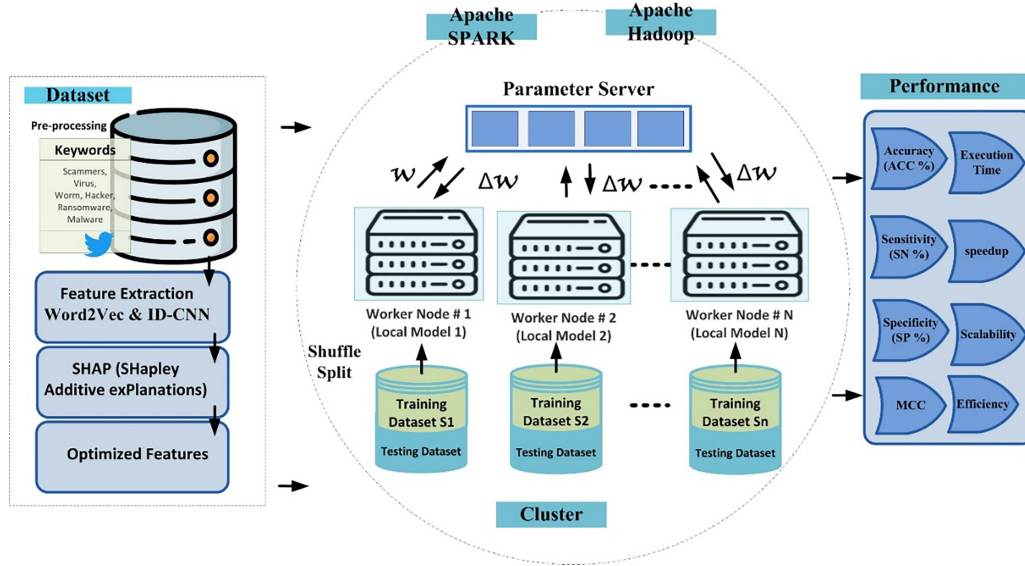 Apache
SPARK
Apache
Hadoop
Dataset
Pre-processing
Keywords
Scammers,
Virus,
Worm, Hacker,
Ransomware,
Malware
Feature Extraction
Word2Vec & ID-CNN
SHAP (SHapley
Additive exPlanations)
Optimized Features
Parameter Server
w
Δw
Δw
Δw
Worker Node # 1
(Local Model 1)
Worker Node # 2
(Local Model 2)
Worker Node # N
(Local Model N)
Shuffle
Split
Training
Dataset S1
Testing Dataset
Training
Dataset S2
Testing Dataset
Training
Dataset Sn
Testing Dataset
Cluster
Performance
Accuracy
(ACC %)
Execution
Time
Sensitivity
(SN %)
speedup
Specificity
(SP %)
Scalability
MCC
Efficiency